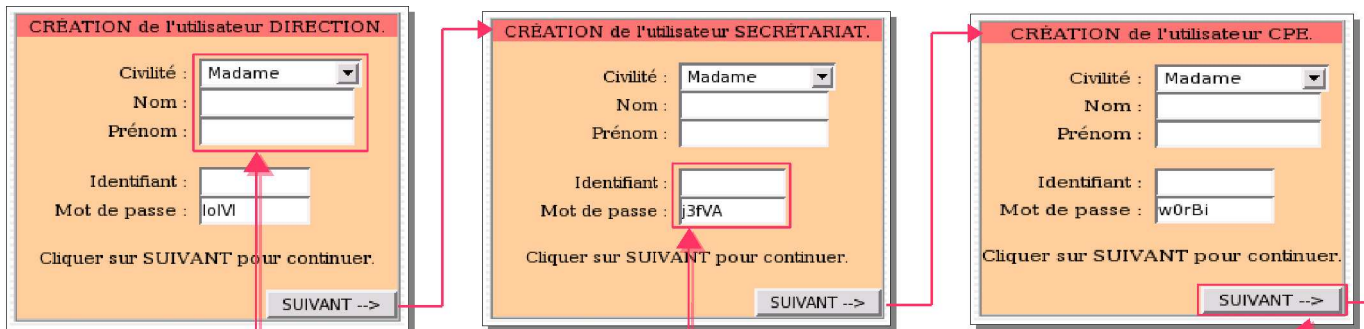 CRÉATION de l'utilisateur DIRECTION.
Civilité : Madame
Nom :
Prénom :
Identifiant :
Mot de passe : IolVl
Cliquer sur SUIVANT pour continuer.
SUIVANT -->
CRÉATION de l'utilisateur SECRÉTARIAT.
Civilité : Madame
Nom :
Prénom :
Identifiant :
Mot de passe : j3fVA
Cliquer sur SUIVANT pour continuer.
SUIVANT -->
CRÉATION de l'utilisateur CPE.
Civilité : Madame
Nom :
Prénom :
Identifiant :
Mot de passe : w0rBi
Cliquer sur SUIVANT pour continuer.
SUIVANT -->